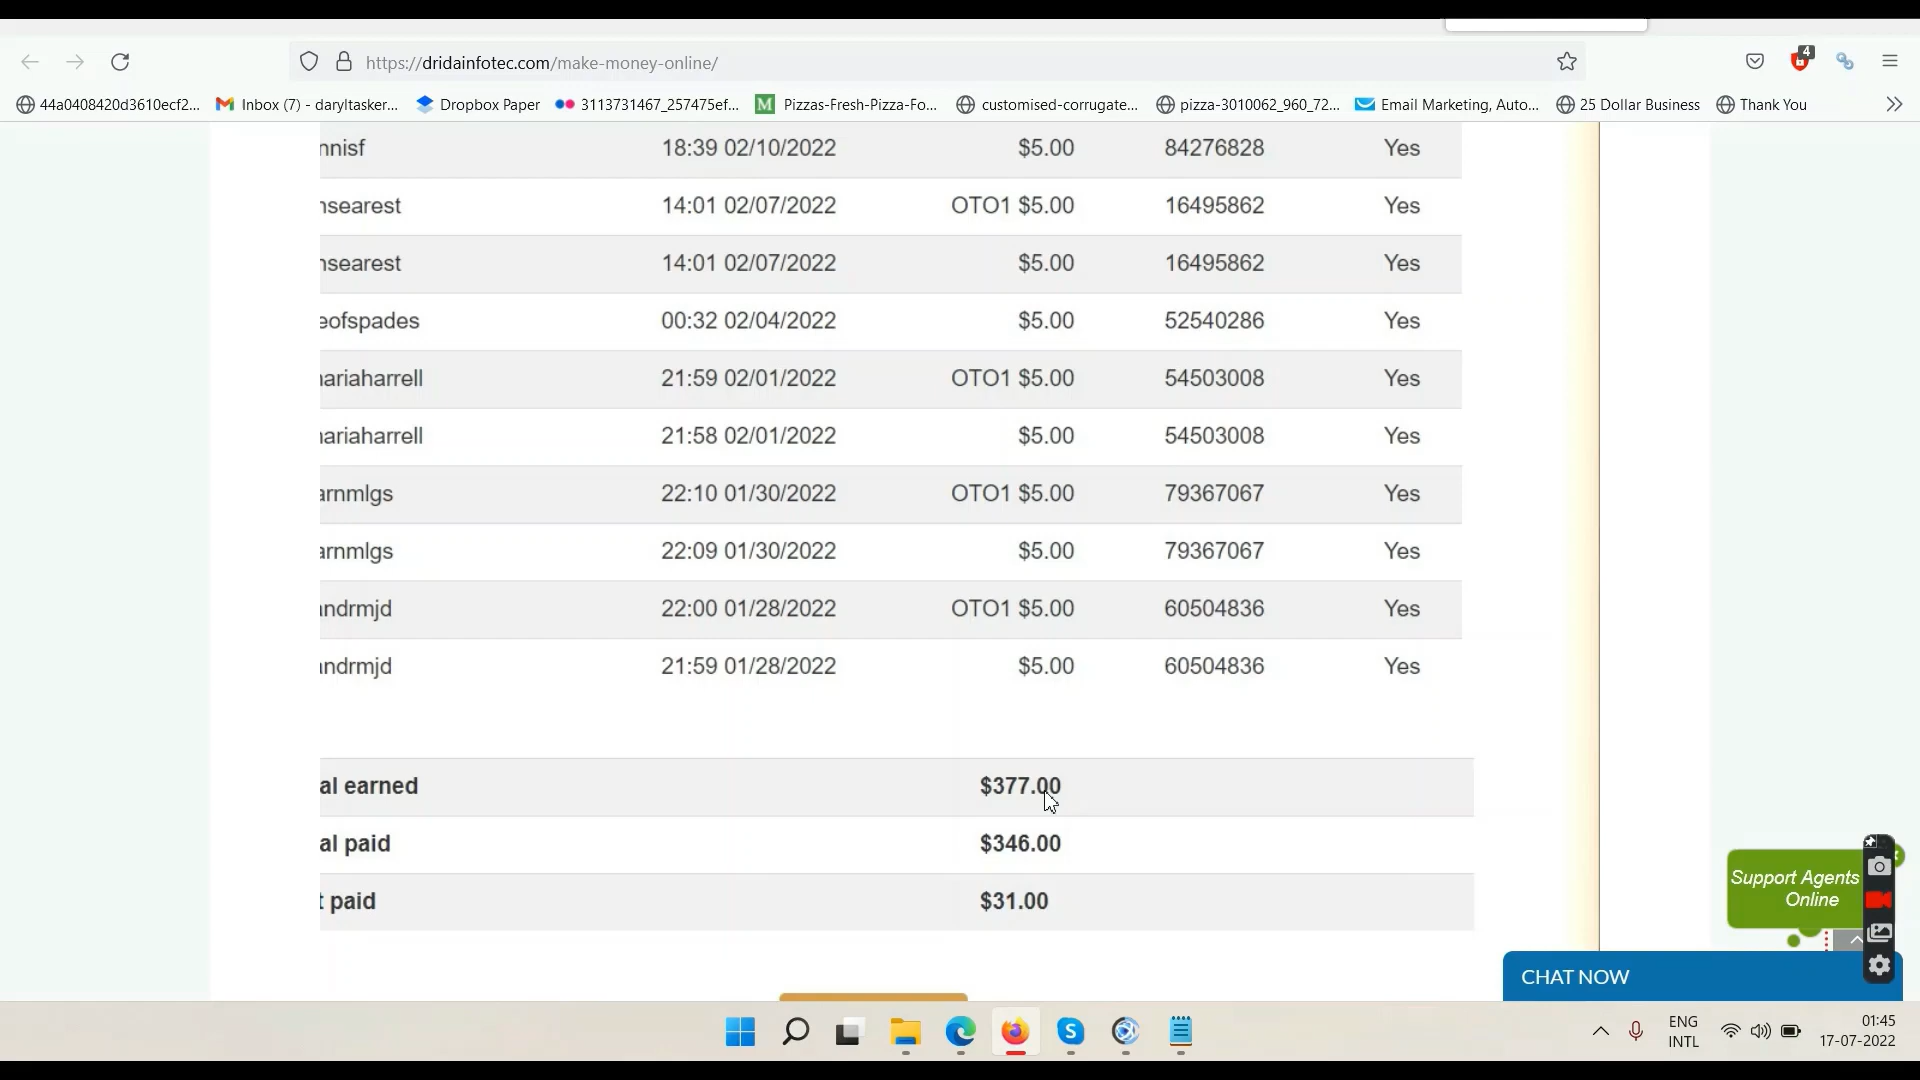 https://dridainfotec.com/make-money-online/
4
44a0408420d3610ecf2... Inbox (7) - daryltasker... Dropbox Paper 3113731467_257475ef... M Pizzas-Fresh-Pizza-Fo... customised-corrugate... pizza-3010062_960_72... Email Marketing, Auto... 25 Dollar Business Thank You
nnisf 18:39 02/10/2022 $5.00 84276828 Yes
nsearest 14:01 02/07/2022 OTO1 $5.00 16495862 Yes
nsearest 14:01 02/07/2022 $5.00 16495862 Yes
eofspades 00:32 02/04/2022 $5.00 52540286 Yes
nariaharrell 21:59 02/01/2022 OTO1 $5.00 54503008 Yes
nariaharrell 21:58 02/01/2022 $5.00 54503008 Yes
arnmlgs 22:10 01/30/2022 OTO1 $5.00 79367067 Yes
arnmlgs 22:09 01/30/2022 $5.00 79367067 Yes
andrmjd 22:00 01/28/2022 OTO1 $5.00 60504836 Yes
andrmjd 21:59 01/28/2022 $5.00 60504836 Yes
al earned $377.00
al paid $346.00
t paid $31.00
Support Agents
Online
CHAT NOW
S
ENG
INTL
01:45
17-07-2022